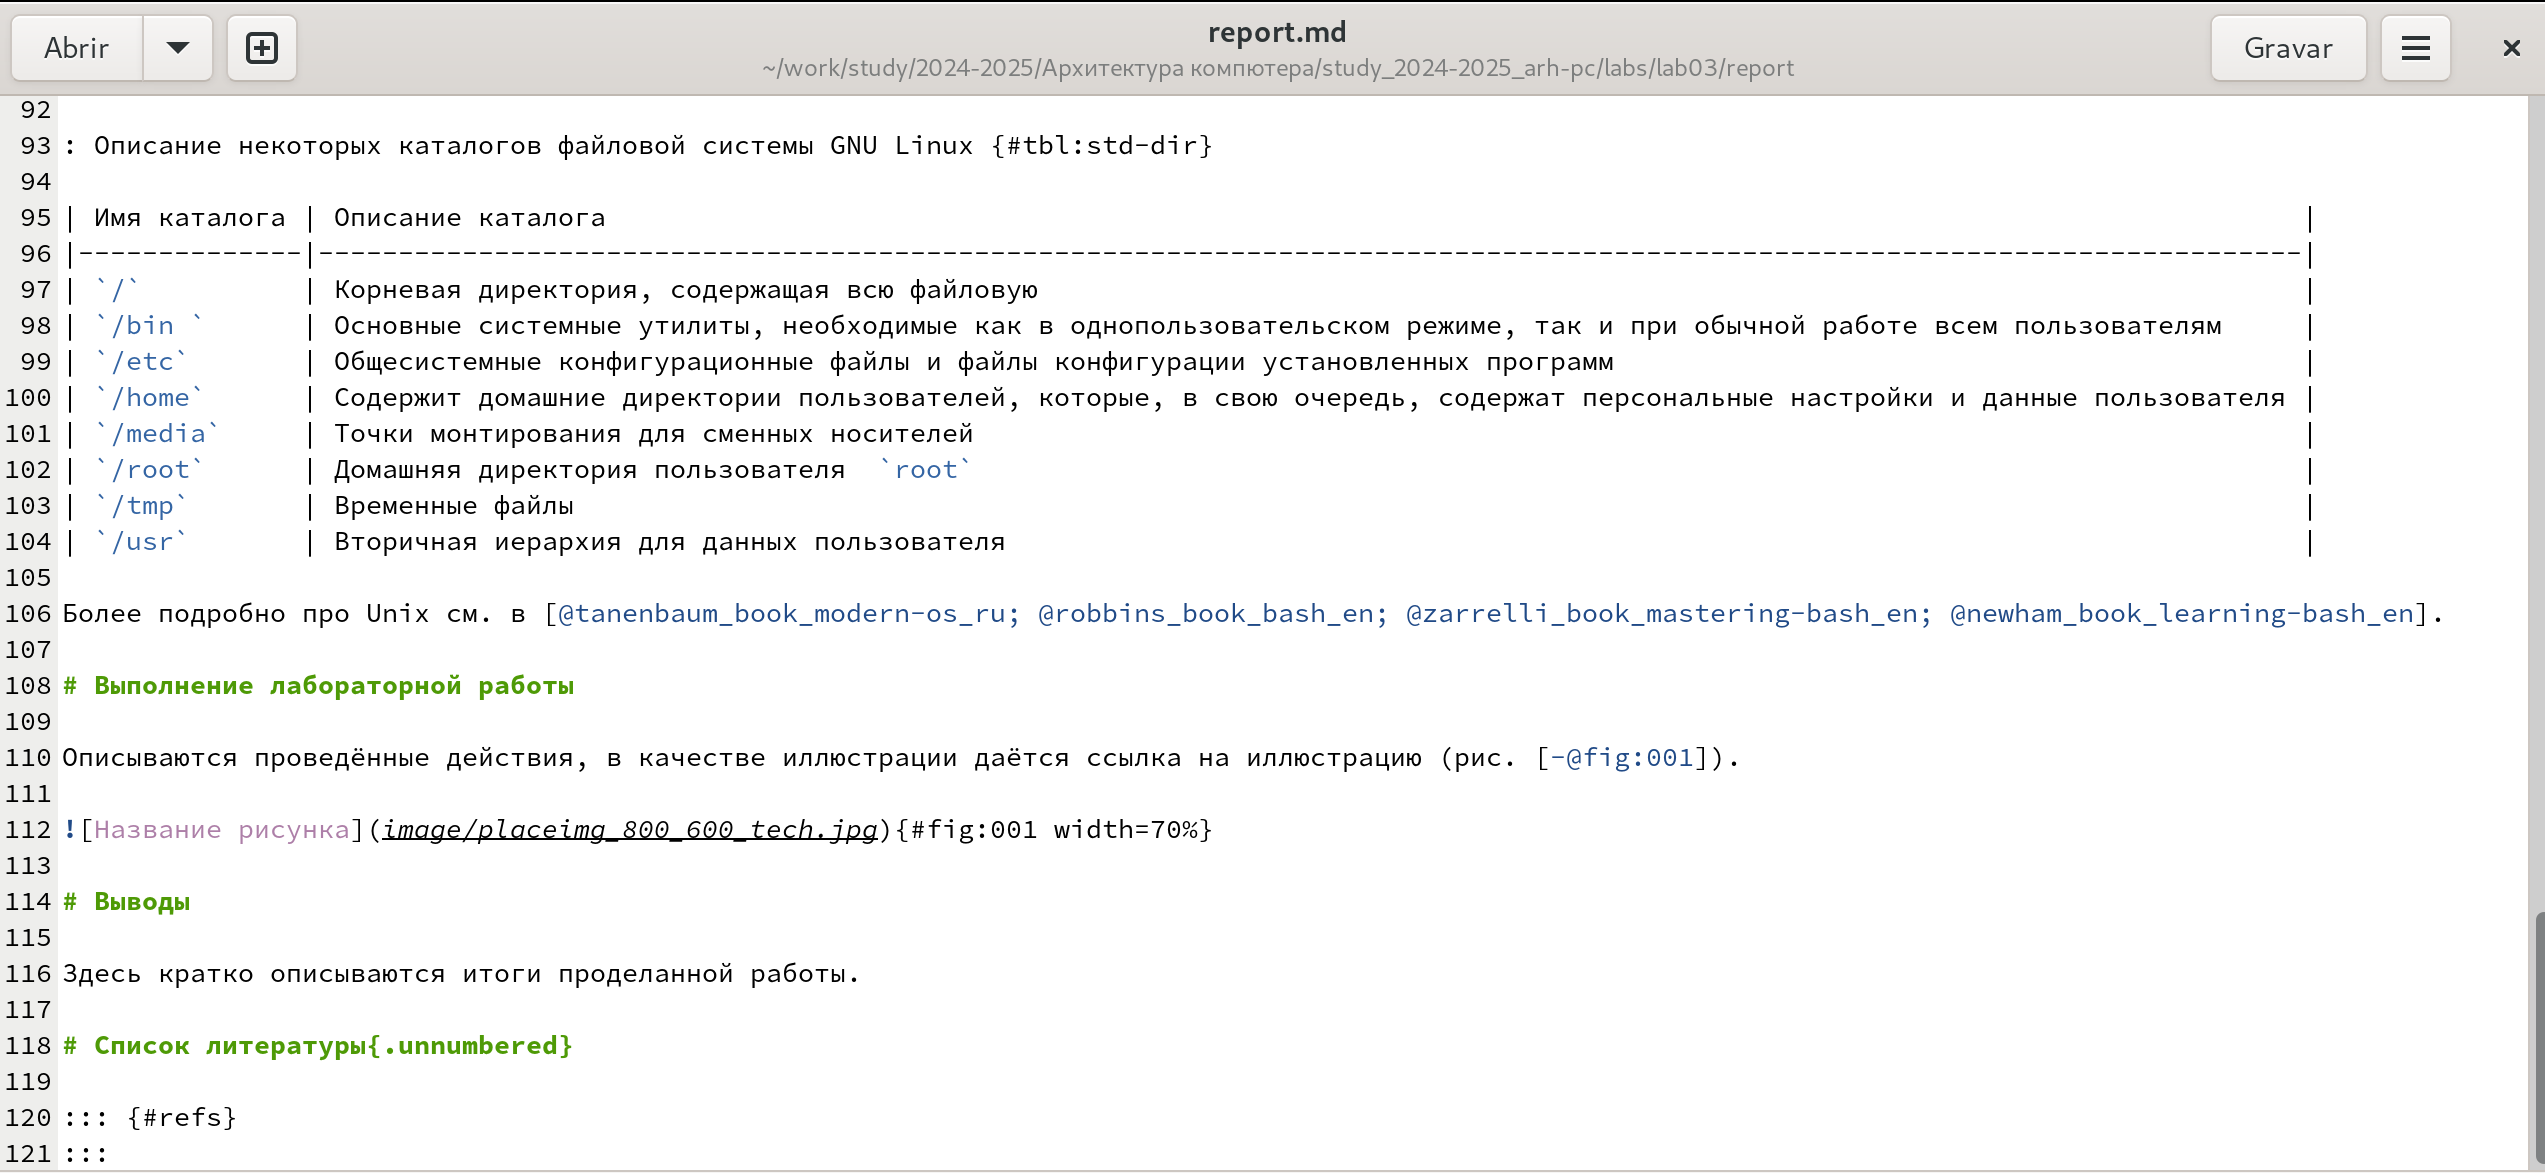 Abrir
report.md
Gravar
~/work/study/2024-2025/Архитектура компютера/study_2024-2025_arh-pc/labs/lab03/report
92
93 : Описание некоторых каталогов файловой системы GNU Linux {#tbl:std-dir}
94
95 | Имя каталога | Описание каталога |
96 |--------------|----------------------------------------------------------------------------------------------------------------------------|
97 | `/` | Корневая директория, содержащая всю файловую |
98 | `/bin ` | Основные системные утилиты, необходимые как в однопользовательском режиме, так и при обычной работе всем пользователям |
99 | `/etc` | Общесистемные конфигурационные файлы и файлы конфигурации установленных программ |
100 | `/home` | Содержит домашние директории пользователей, которые, в свою очередь, содержат персональные настройки и данные пользователя |
101 | `/media` | Точки монтирования для сменных носителей |
102 | `/root` | Домашняя директория пользователя  `root` |
103 | `/tmp` | Временные файлы |
104 | `/usr` | Вторичная иерархия для данных пользователя |
105
106 Более подробно про Unix см. в [@tanenbaum_book_modern-os_ru; @robbins_book_bash_en; @zarrelli_book_mastering-bash_en; @newham_book_learning-bash_en].
107
108 # Выполнение лабораторной работы
109
110 Описываются проведённые действия, в качестве иллюстрации даётся ссылка на иллюстрацию (рис. [-@fig:001]).
111
112 ![Название рисунка](image/placeimg_800_600_tech.jpg){#fig:001 width=70%}
113
114 # Выводы
115
116 Здесь кратко описываются итоги проделанной работы.
117
118 # Список литературы{.unnumbered}
119
120 ::: {#refs}
121 :::